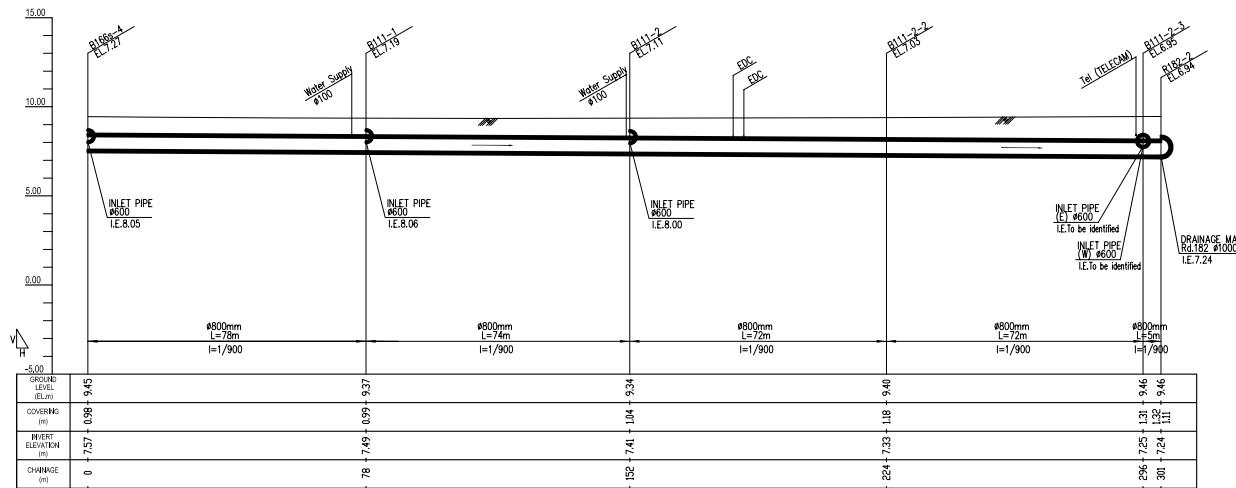 15.00
10.00
5.00
0.00
-5.00
V
H
B166a-4
EL.7.27
B111-1
EL.7.19
B111-2
EL.7.11
B111-2-2
EL.7.03
B111-2-3
EL.6.95
R182-2
EL.6.94
Water Supply
ø100
Water Supply
ø100
EDC
EDC
Tel (TELECAM)
INLET PIPE
ø600
I.E.8.05
INLET PIPE
ø600
I.E.8.06
INLET PIPE
ø600
I.E.8.00
INLET PIPE
(E) ø600
I.E.To be identified
INLET PIPE
(W) ø600
I.E.To be identified
DRAINAGE MA
Rd.182 ø1000
I.E.7.24
ø800mm
L=78m
I=1/900
ø800mm
L=74m
I=1/900
ø800mm
L=72m
I=1/900
ø800mm
L=72m
I=1/900
ø800mm
L=5m
I=1/900
GROUND
LEVEL
(EL.m)
9.45 9.37 9.34 9.40 9.46 9.46
COVERING
(m)
0.98 0.99 1.04 1.18 1.31 1.32 1.11
INVERT
ELEVATION
(m)
7.57 7.49 7.41 7.33 7.25 7.24
CHAINAGE
(m)
0 78 152 224 296 301